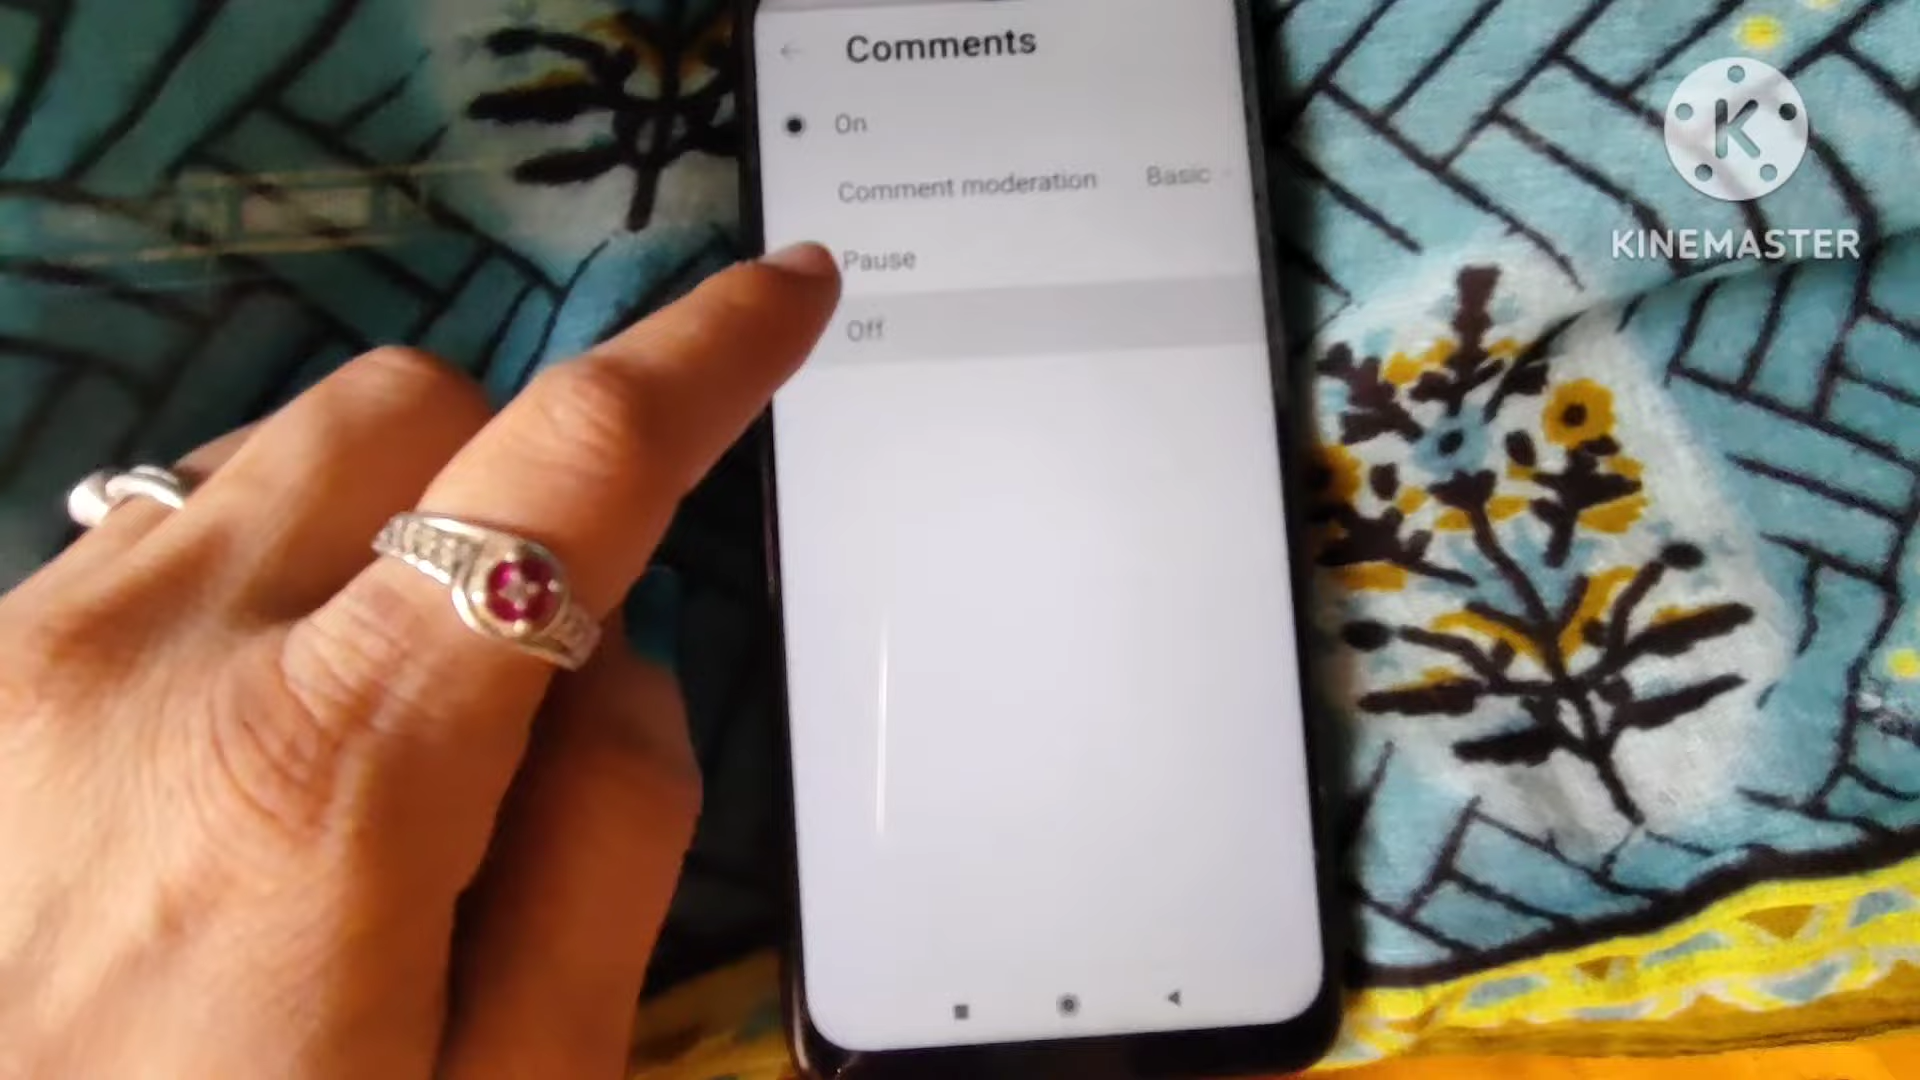 Comments
On
Comment moderation Basic
Pause
Off
K
KINEMASTER